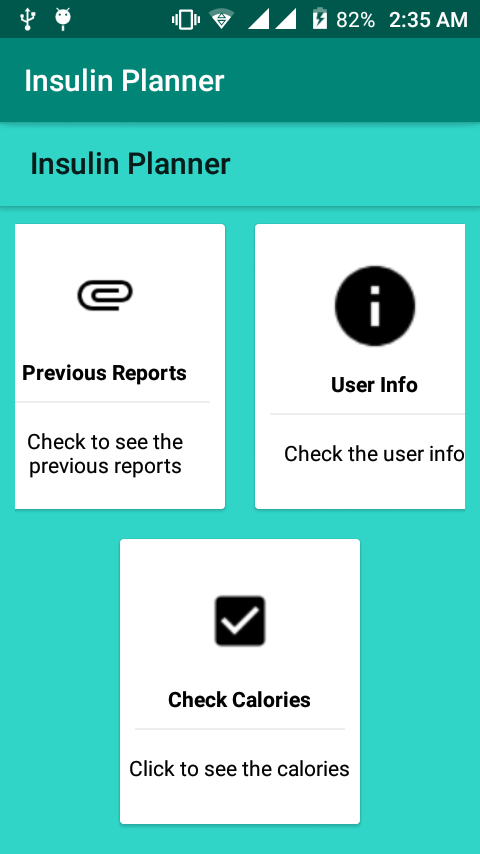 82% 2:35 AM
Insulin Planner
Insulin Planner
Previous Reports
Check to see the
previous reports
User Info
Check the user info
Check Calories
Click to see the calories